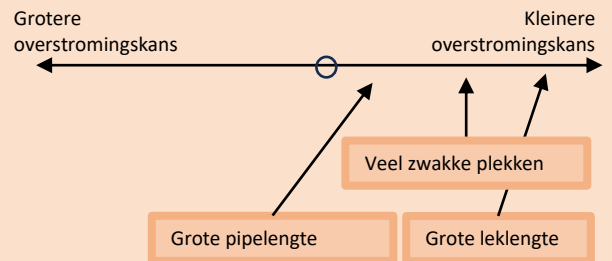 Grotere
overstromingskans
Kleinere
overstromingskans
Veel zwakke plekken
Grote pipelengte
Grote leklengte